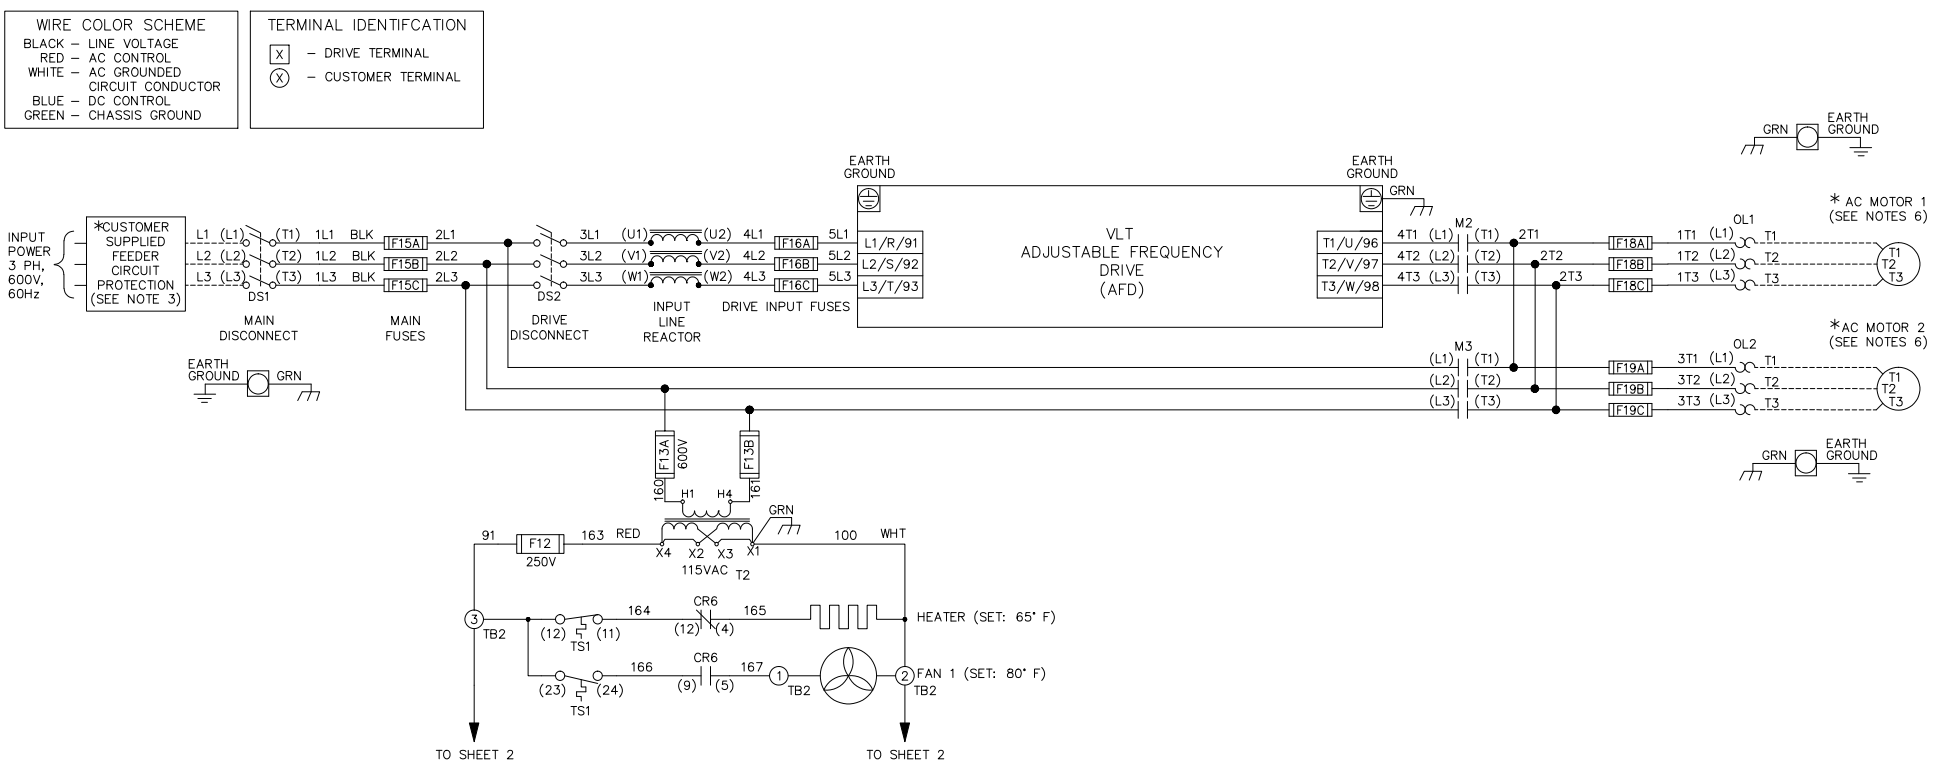 WIRE COLOR SCHEME
BLACK – LINE VOLTAGE
RED – AC CONTROL
WHITE – AC GROUNDED
CIRCUIT CONDUCTOR
BLUE – DC CONTROL
GREEN – CHASSIS GROUND
TERMINAL IDENTIFCATION
X – DRIVE TERMINAL
X – CUSTOMER TERMINAL
INPUT
POWER
3 PH,
600V,
60Hz
*CUSTOMER
SUPPLIED
FEEDER
CIRCUIT
PROTECTION
(SEE NOTE 3)
L1 (L1) (T1) 1L1 BLK F15A 2L1
L2 (L2) (T2) 1L2 BLK F15B 2L2
L3 (L3) (T3) 1L3 BLK F15C 2L3
DS1
MAIN
DISCONNECT
MAIN
FUSES
3L1 (U1) (U2) 4L1 F16A 5L1
3L2 (V1) (V2) 4L2 F16B 5L2
3L3 (W1) (W2) 4L3 F16C 5L3
DS2
DRIVE
DISCONNECT
INPUT
LINE
REACTOR
DRIVE INPUT FUSES
EARTH
GROUND
L1/R/91
L2/S/92
L3/T/93
VLT
ADJUSTABLE FREQUENCY
DRIVE
(AFD)
EARTH
GROUND
GRN
T1/U/96
T2/V/97
T3/W/98
M2
4T1 (L1) (T1) 2T1 F18A 1T1 (L1) T1
4T2 (L2) (T2) 2T2 F18B 1T2 (L2) T2
4T3 (L3) (T3) 2T3 F18C 1T3 (L3) T3
OL1
T1
T2
T3
* AC MOTOR 1
(SEE NOTES 6)
GRN
EARTH
GROUND
M3
(L1) (T1) F19A 3T1 (L1) T1
(L2) (T2) F19B 3T2 (L2) T2
(L3) (T3) F19C 3T3 (L3) T3
OL2
T1
T2
T3
*AC MOTOR 2
(SEE NOTES 6)
GRN
EARTH
GROUND
EARTH
GROUND
GRN
F13A
600V
F13B
160
161
H1 H4
GRN
91 F12 163 RED
250V
X4 X2 X3 X1
100 WHT
115VAC T2
3
TB2
(12) (11)
TS1
164
CR6
(12) (4)
165
HEATER (SET: 65° F)
(23) (24)
TS1
166
CR6
(9) (5)
167
1
TB2
2
TB2
FAN 1 (SET: 80° F)
TO SHEET 2
TO SHEET 2